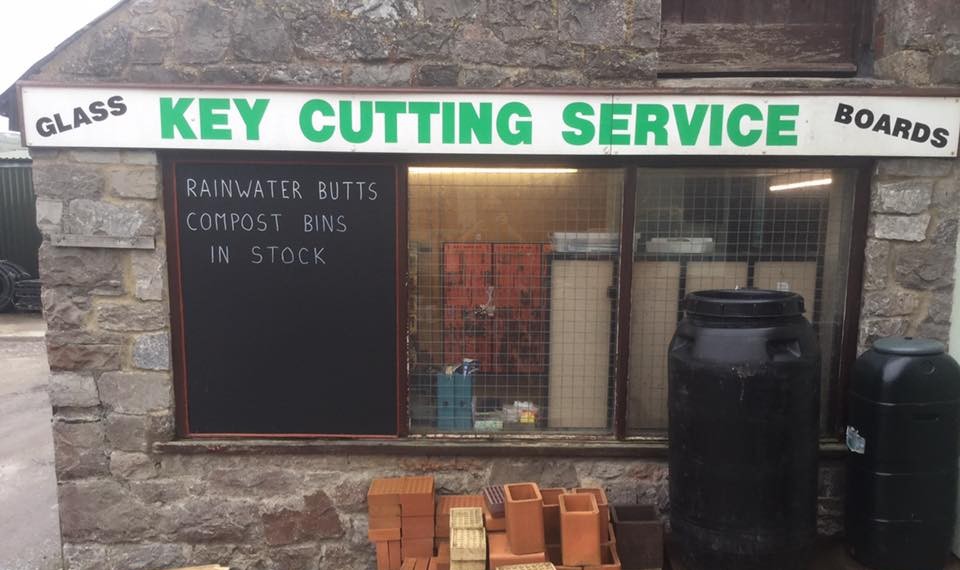 GLASS KEY CUTTING SERVICE BOARDS
RAINWATER BUTTS
COMPOST BINS
IN STOCK